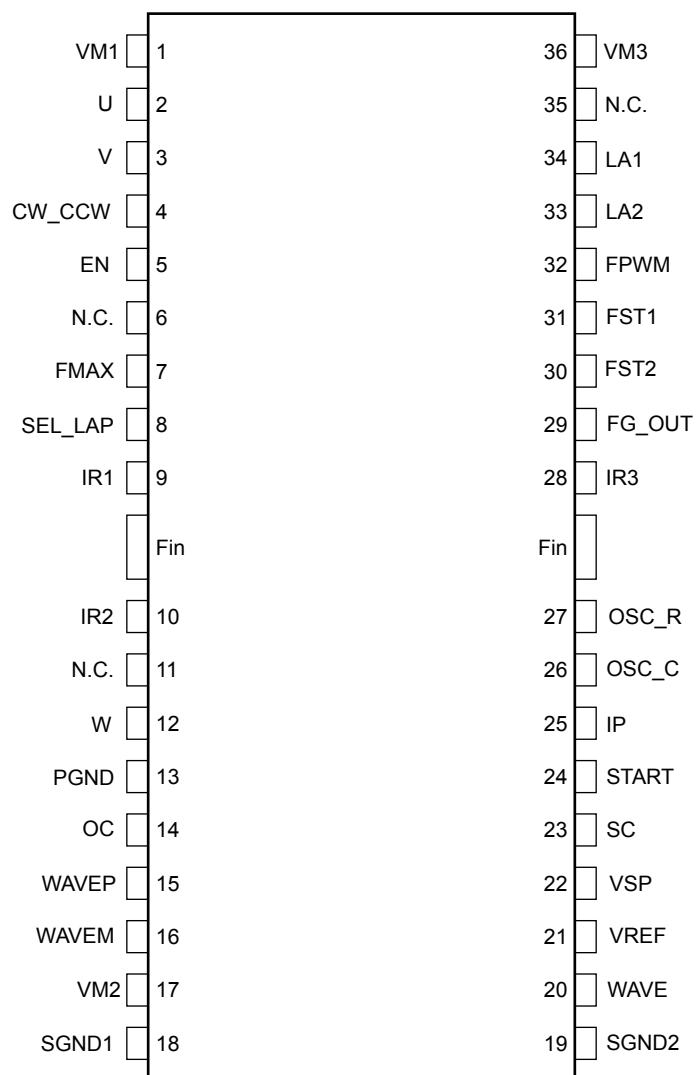 VM1 1 36 VM3
U 2 35 N.C.
V 3 34 LA1
CW_CCW 4 33 LA2
EN 5 32 FPWM
N.C. 6 31 FST1
FMAX 7 30 FST2
SEL_LAP 8 29 FG_OUT
IR1 9 28 IR3
Fin Fin
IR2 10 27 OSC_R
N.C. 11 26 OSC_C
W 12 25 IP
PGND 13 24 START
OC 14 23 SC
WAVEP 15 22 VSP
WAVEM 16 21 VREF
VM2 17 20 WAVE
SGND1 18 19 SGND2